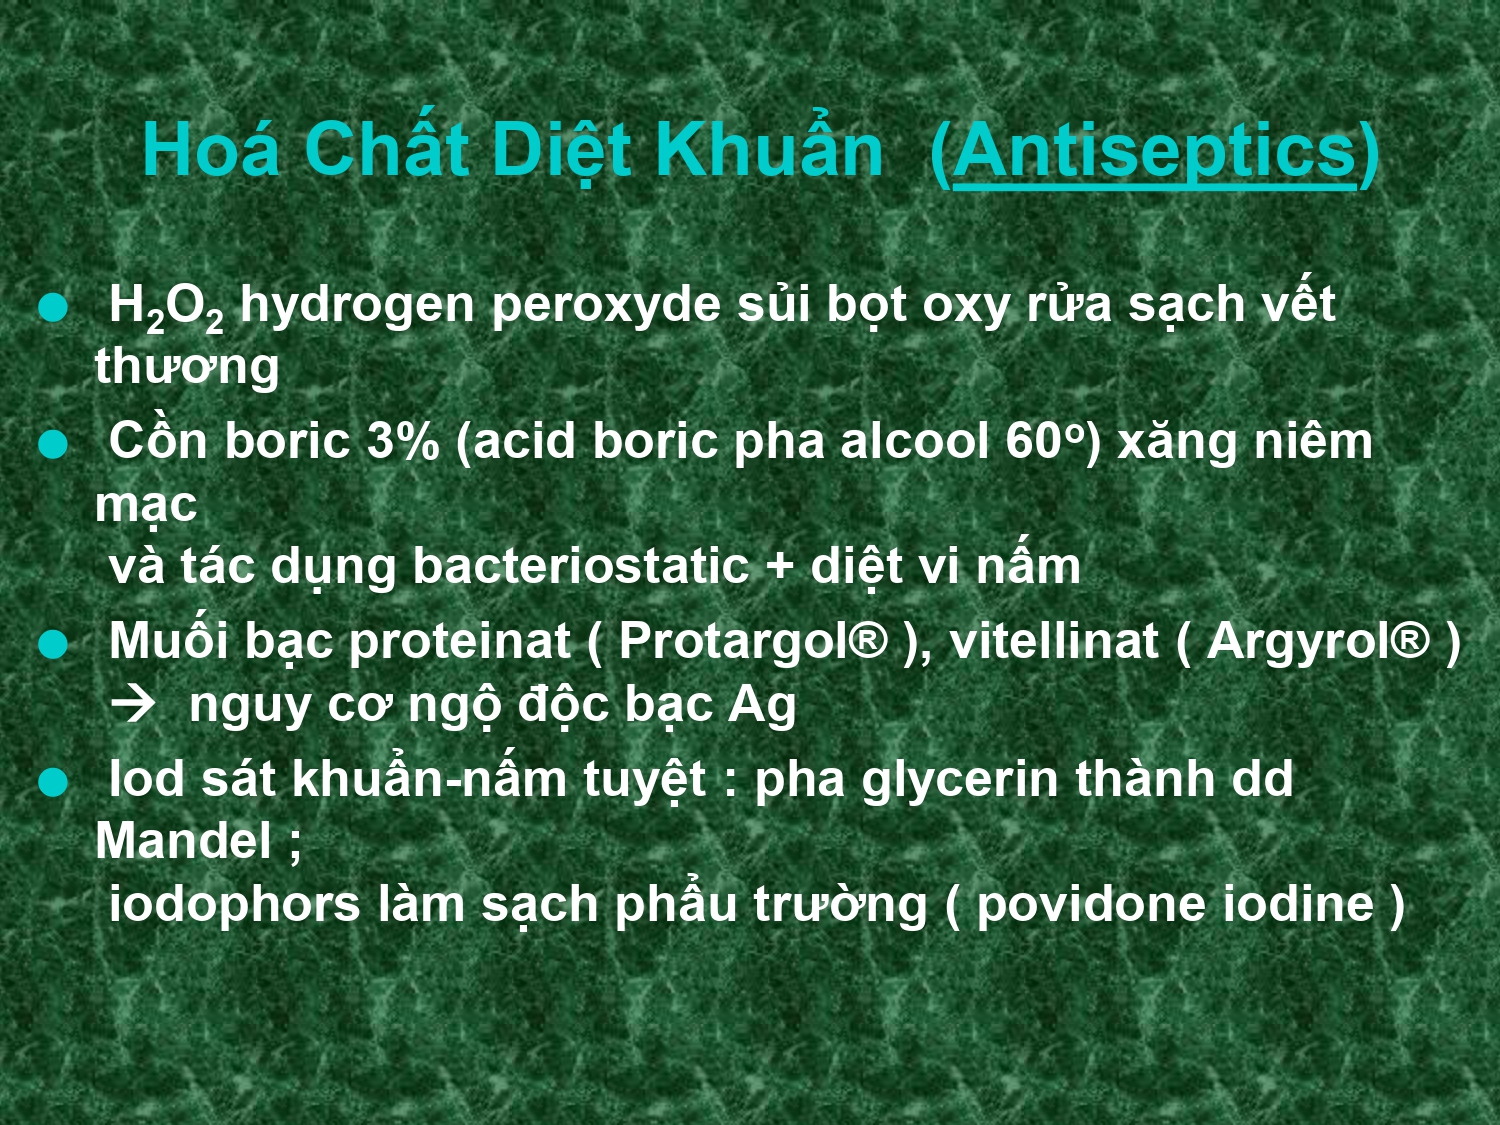 Hoá Chất Diệt Khuẩn (Antiseptics)
● H₂O₂ hydrogen peroxyde sủi bọt oxy rửa sạch vết
thương
● Cồn boric 3% (acid boric pha alcool 60º) xăng niêm
mạc
và tác dụng bacteriostatic + diệt vi nấm
● Muối bạc proteinat ( Protargol® ), vitellinat ( Argyrol® )
→ nguy cơ ngộ độc bạc Ag
● Iod sát khuẩn-nấm tuyệt : pha glycerin thành dd
Mandel ;
iodophors làm sạch phẩu trường ( povidone iodine )